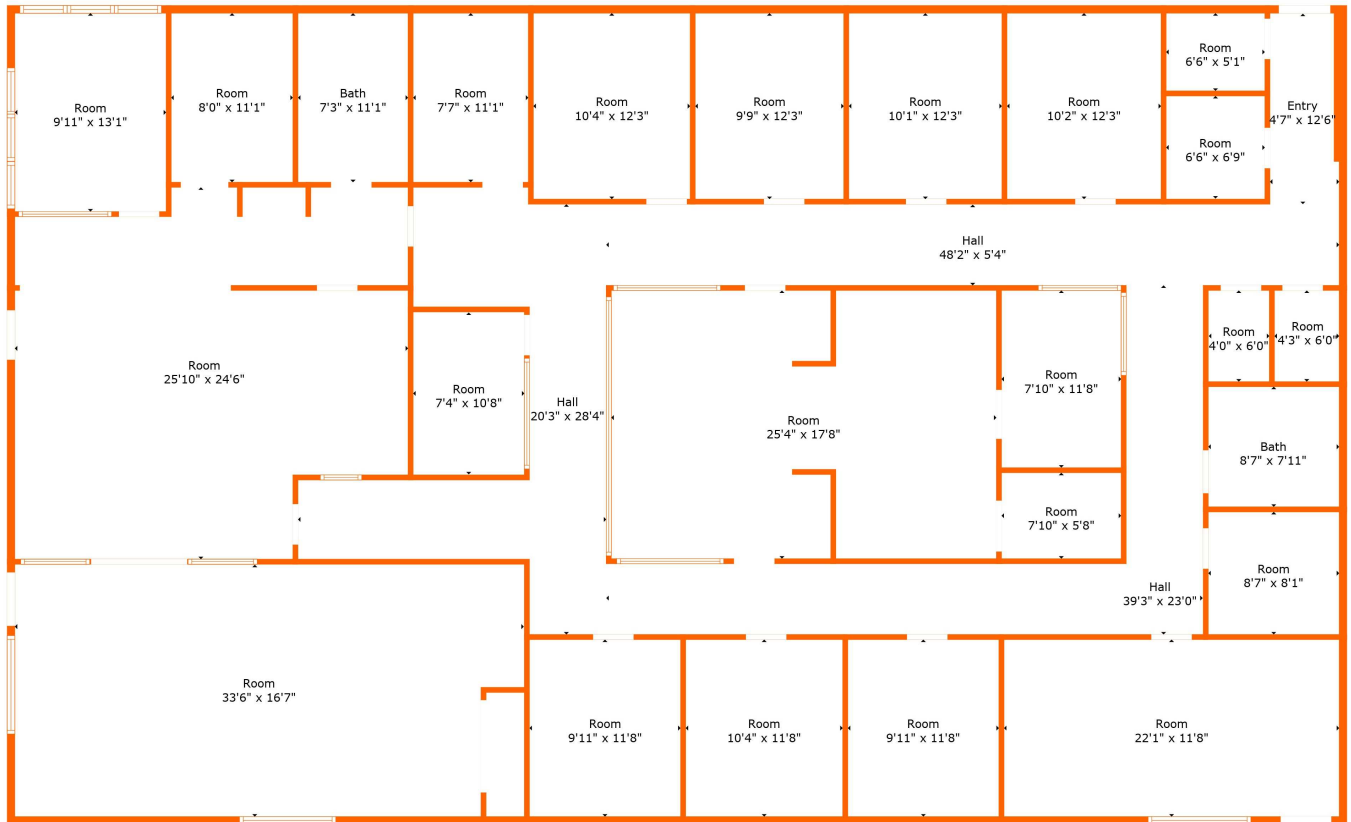 Room
6'6" x 5'1"
Room
8'0" x 11'1"
Bath
7'3" x 11'1"
Room
7'7" x 11'1"
Room
9'11" x 13'1"
Room
10'4" x 12'3"
Room
9'9" x 12'3"
Room
10'1" x 12'3"
Room
10'2" x 12'3"
Entry
4'7" x 12'6"
Room
6'6" x 6'9"
Hall
48'2" x 5'4"
Room
4'0" x 6'0"
Room
4'3" x 6'0"
Room
25'10" x 24'6"
Room
7'4" x 10'8"
Hall
20'3" x 28'4"
Room
25'4" x 17'8"
Room
7'10" x 11'8"
Bath
8'7" x 7'11"
Room
7'10" x 5'8"
Room
8'7" x 8'1"
Hall
39'3" x 23'0"
Room
33'6" x 16'7"
Room
9'11" x 11'8"
Room
10'4" x 11'8"
Room
9'11" x 11'8"
Room
22'1" x 11'8"